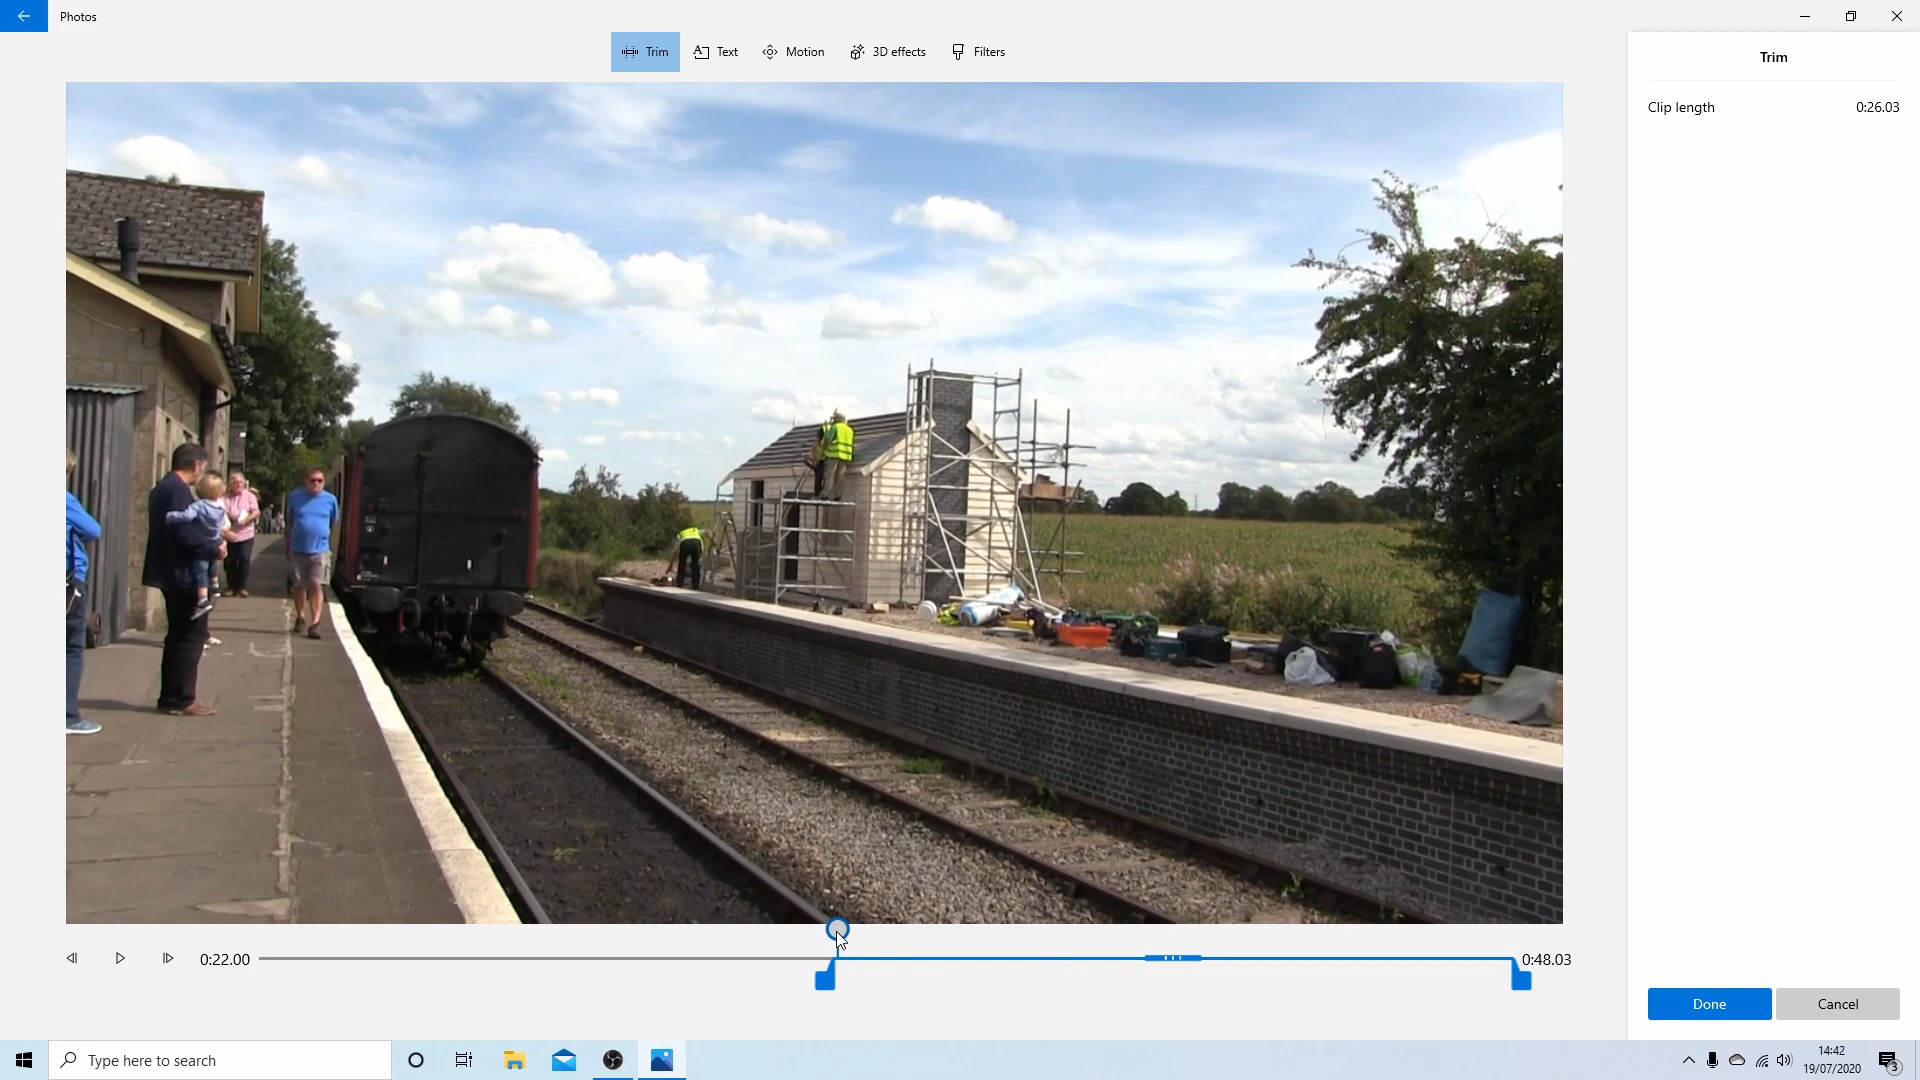 Photos
Trim
Text
Motion
3D effects
Filters
Trim
Clip length 0:26.03
0:22.00
0:48.03
Done
Cancel
Type here to search
14:42
19/07/2020
3